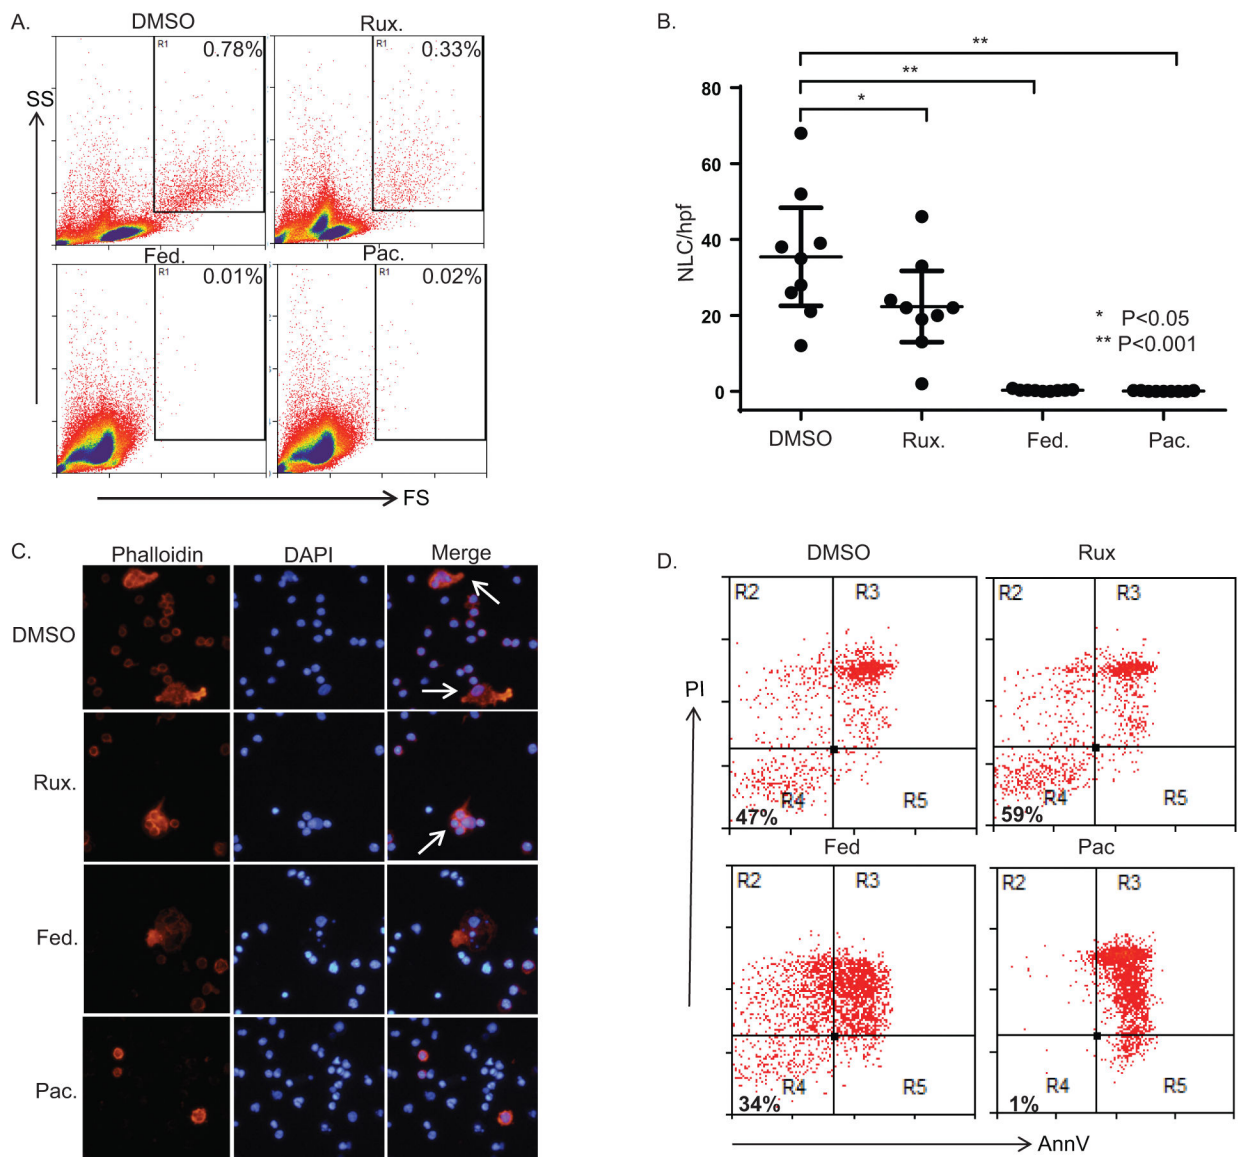 A.
DMSO
Rux.
R1
0.78%
R1
0.33%
SS
Fed.
Pac.
R1
0.01%
R1
0.02%
FS
B.
**
**
*
80
60
40
20
0
NLC/hpf
* P<0.05
** P<0.001
DMSO
Rux.
Fed.
Pac.
C.
Phalloidin
DAPI
Merge
DMSO
Rux.
Fed.
Pac.
D.
DMSO
Rux
R2
R3
R2
R3
PI
R4
R5
R4
R5
47%
59%
Fed
Pac
R2
R3
R2
R3
R4
R5
R4
R5
34%
1%
AnnV